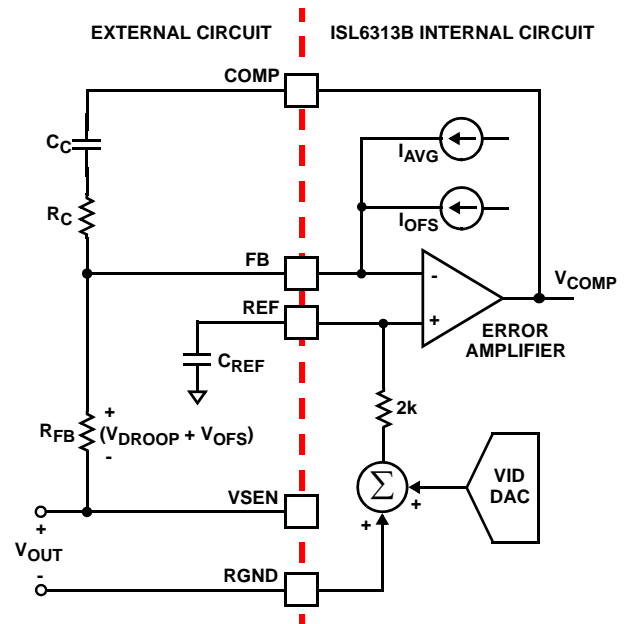 EXTERNAL CIRCUIT
ISL6313B INTERNAL CIRCUIT
COMP
CC
IAVG
RC
IOFS
FB
-
VCOMP
REF
+
ERROR
AMPLIFIER
CREF
2k
+
RFB
(VDROOP + VOFS)
-
VID
DAC
Σ
VSEN
+
+
+
VOUT
-
RGND